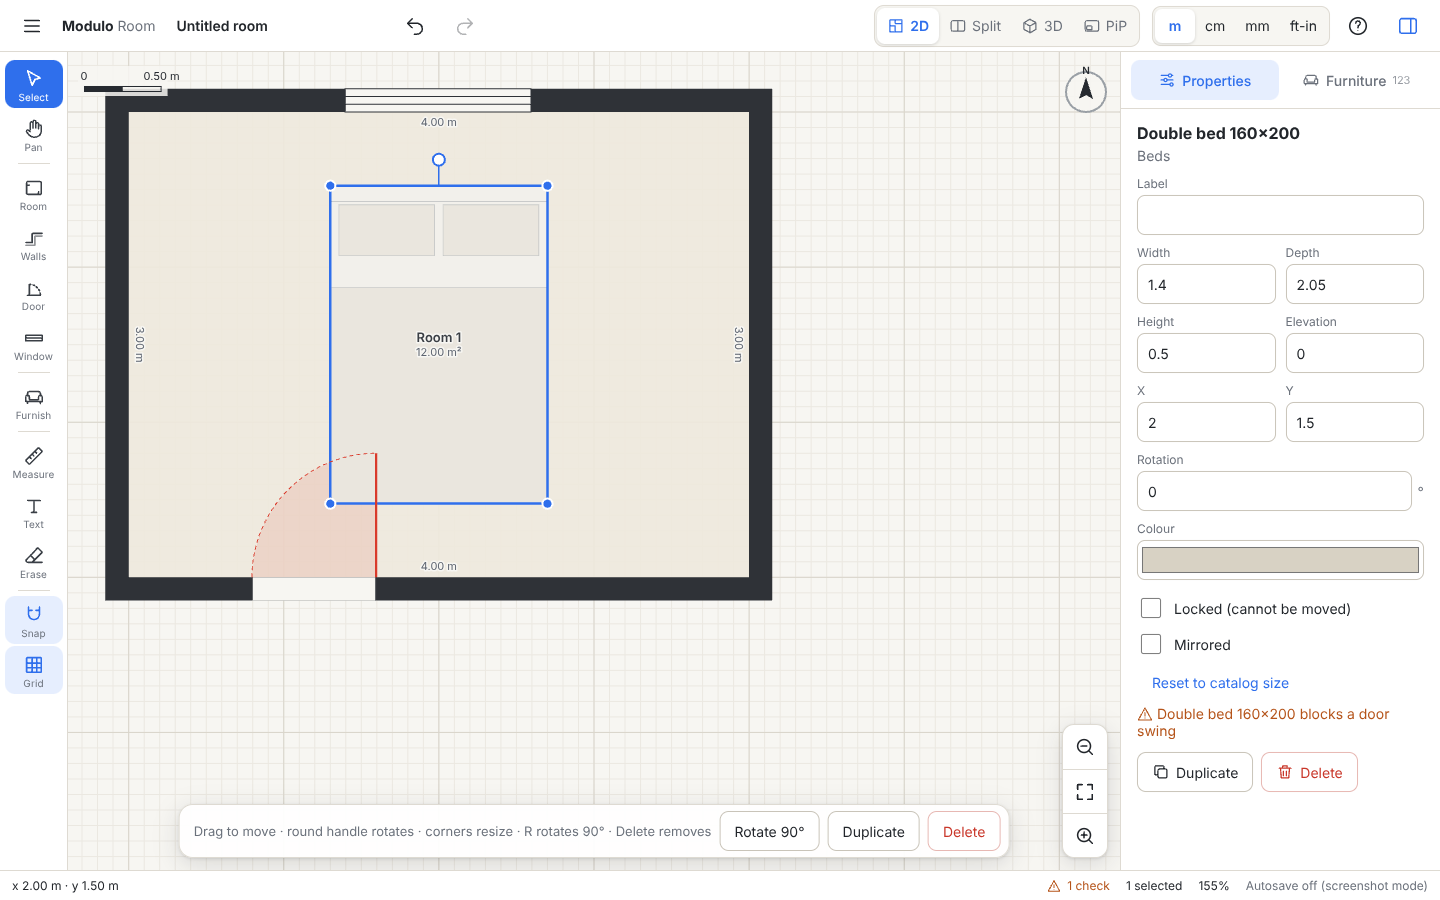 Modulo Room
Untitled room
2D
Split
3D
PiP
m
cm
mm
ft-in
Select
Pan
Room
Walls
Door
Window
Furnish
Measure
Text
Erase
Snap
Grid
0
0.50 m
N
4.00 m
3.00 m
Room 1
12.00 m²
3.00 m
4.00 m
Drag to move · round handle rotates · corners resize · R rotates 90° · Delete removes
Rotate 90°
Duplicate
Delete
Properties
Furniture 123
Double bed 160×200
Beds
Label
Width
Depth
1.4
2.05
Height
Elevation
0.5
0
X
Y
2
1.5
Rotation
0
°
Colour
Locked (cannot be moved)
Mirrored
Reset to catalog size
Double bed 160×200 blocks a door
swing
Duplicate
Delete
x 2.00 m · y 1.50 m
1 check
1 selected
155%
Autosave off (screenshot mode)